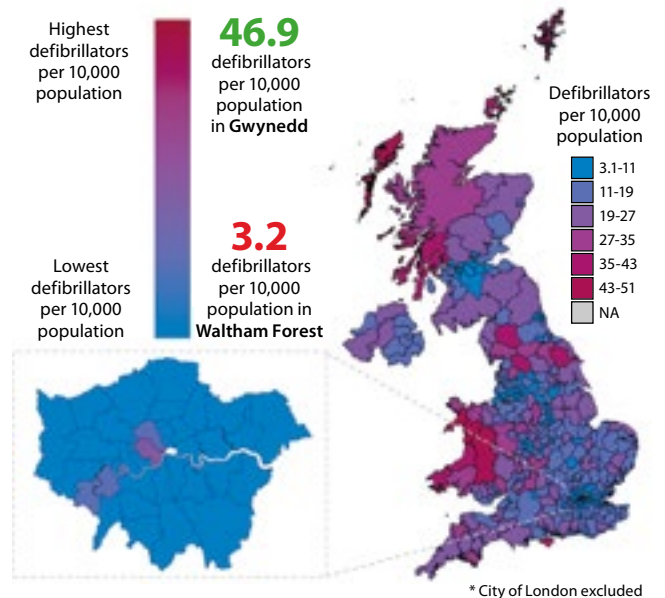 Highest
defibrillators
per 10,000
population
46.9
defibrillators
per 10,000
population
in Gwynedd
Lowest
defibrillators
per 10,000
population
3.2
defibrillators
per 10,000
population in
Waltham Forest
Defibrillators
per 10,000
population
3.1-11
11-19
19-27
27-35
35-43
43-51
NA
* City of London excluded